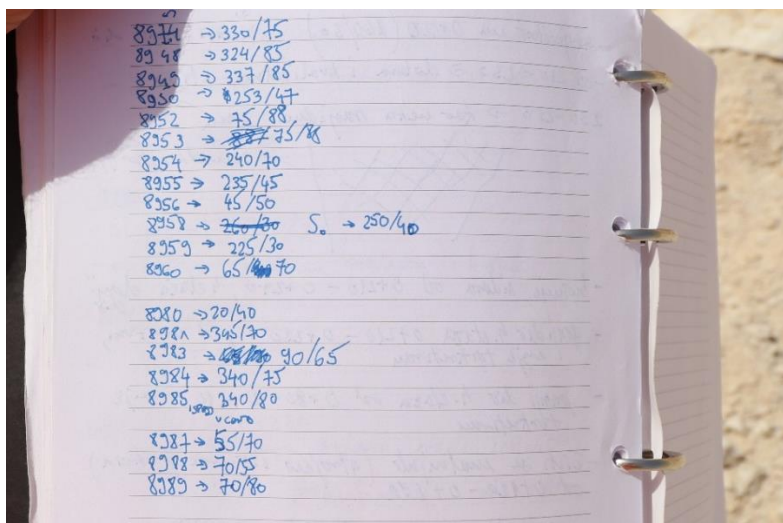 → 330/75
8948 → 324/85
8949 → 337/85
8950 → 253/47
8952 → 75/88
8953 → 75/88
8954 → 240/70
8955 → 235/45
8956 → 45/50
8958 → 260/30 S. → 250/40
8959 → 225/30
8960 → 65/70
8980 → 20/40
8981 → 345/70
8983 → 90/65
8984 → 340/75
8985 340/80
8987 → 55/70
8988 → 70/55
8989 → 70/80